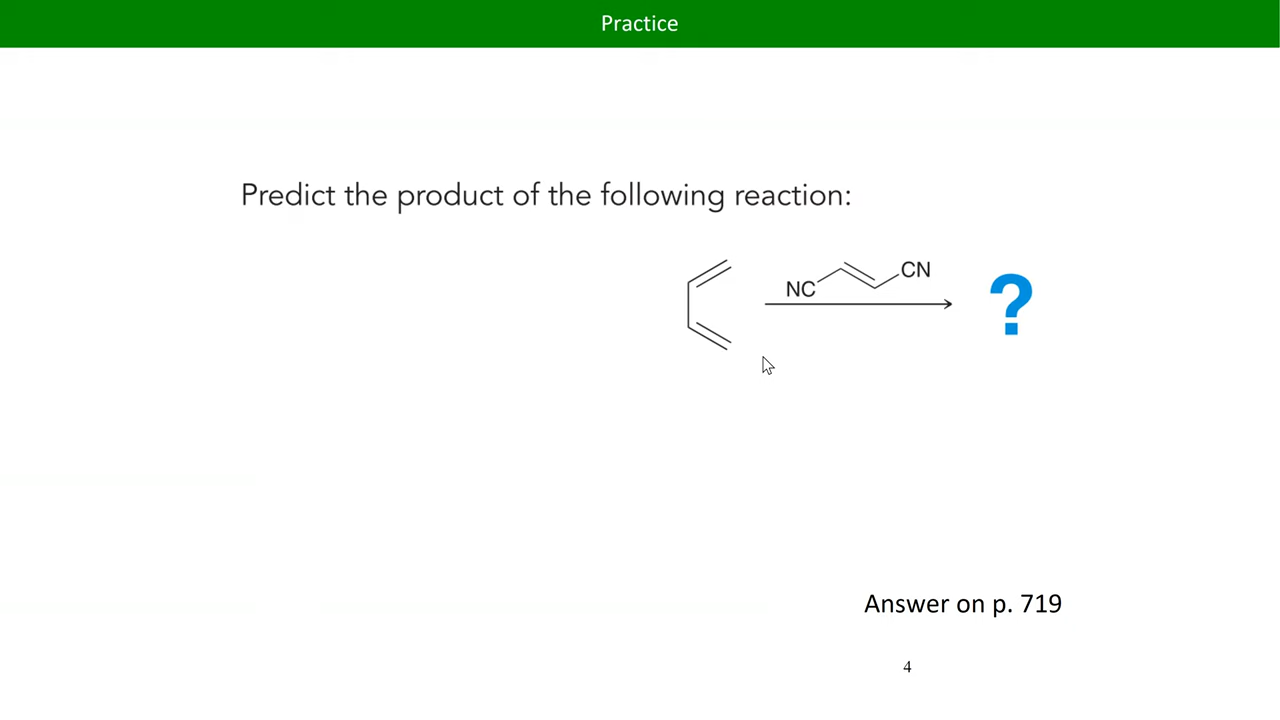 Practice
Predict the product of the following reaction:
NC CN
?
Answer on p. 719
4